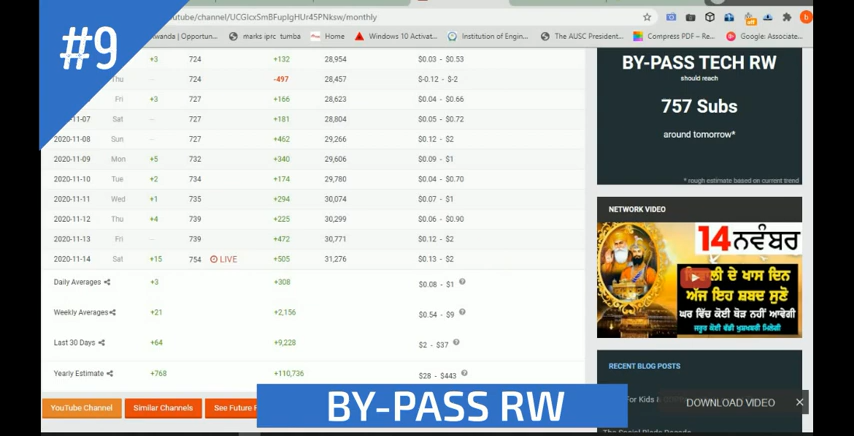 #9
utube/channel/UCGlcxSmBFupIgHUr4SPNksw/monthly
wanda | Opportun...
marks iprc tumba
Home
Windows 10 Activat...
Institution of Engin...
The AUSC President...
Compress PDF – Re...
Google: Associate...
+3 724 +132 28,954 $0.03 - $0.53
Thu -- 724 -497 28,457 $-0.12 - $-2
Fri +3 727 +166 28,623 $0.04 - $0.66
11-07 Sat -- 727 +181 28,804 $0.05 - $0.72
2020-11-08 Sun -- 727 +462 29,266 $0.12 - $2
2020-11-09 Mon +5 732 +340 29,606 $0.09 - $1
2020-11-10 Tue +2 734 +174 29,780 $0.04 - $0.70
2020-11-11 Wed +1 735 +294 30,074 $0.07 - $1
2020-11-12 Thu +4 739 +225 30,299 $0.06 - $0.90
2020-11-13 Fri -- 739 +472 30,771 $0.12 - $2
2020-11-14 Sat +15 754 LIVE +505 31,276 $0.13 - $2
Daily Averages +3 +308 $0.08 - $1
Weekly Averages +21 +2,156 $0.54 - $9
Last 30 Days +64 +9,228 $2 - $37
Yearly Estimate +768 +110,736 $28 - $443
YouTube Channel
Similar Channels
See Future
BY-PASS TECH RW
should reach
757 Subs
around tomorrow*
* rough estimate based on current trend
NETWORK VIDEO
14 ਨਵੰਬਰ
ਦੇ ਖਾਸ ਦਿਨ
ਅੱਜ ਇਹ ਸ਼ਬਦ ਸੁਣੋ
ਘਰ ਵਿੱਚ ਕੋਈ ਥੋੜ ਨਹੀਂ ਆਵੇਗੀ
ਜਰੂਰ ਕੋਈ ਵੱਡੀ ਖੁਸ਼ਖਬਰੀ ਮਿਲੇਗੀ
RECENT BLOG POSTS
For Kids
DOWNLOAD VIDEO
BY-PASS RW